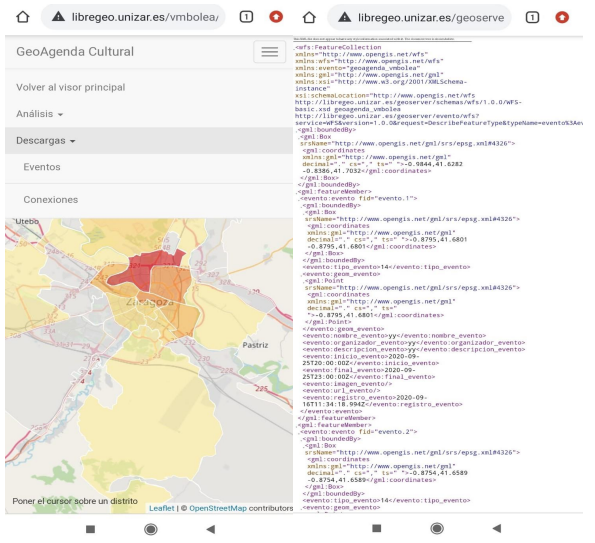 libregeo.unizar.es/vmbolea/
1
GeoAgenda Cultural
Volver al visor principal
Análisis
Descargas
Eventos
Conexiones
Utebo
Zaragoza
Pastriz
Poner el cursor sobre un distrito
Leaflet | © OpenStreetMap contributors
libregeo.unizar.es/geoserve
1
<wfs:FeatureCollection
xmlns="http://www.opengis.net/wfs"
xmlns:wfs="http://www.opengis.net/wfs"
xmlns:evento="geoagenda_vmbolea"
xmlns:gml="http://www.opengis.net/gml"
xmlns:xsi="http://www.w3.org/2001/XMLSchema-
instance"
xsi:schemaLocation="http://www.opengis.net/wfs
http://libregeo.unizar.es/geoserver/schemas/wfs/1.0.0/WFS-
basic.xsd geoagenda_vmbolea
http://libregeo.unizar.es/geoserver/evento/wfs?
service=WFS&version=1.0.0&request=DescribeFeatureType&typeName=evento%3Aev
<gml:boundedBy>
<gml:Box
srsName="http://www.opengis.net/gml/srs/epsg.xml#4326">
<gml:coordinates
xmlns:gml="http://www.opengis.net/gml"
decimal="." cs="," ts=" ">-0.9844,41.6282
-0.8386,41.7032</gml:coordinates>
</gml:Box>
</gml:boundedBy>
<gml:featureMember>
<evento:evento fid="evento.1">
<gml:boundedBy>
<gml:Box
srsName="http://www.opengis.net/gml/srs/epsg.xml#4326">
<gml:coordinates
xmlns:gml="http://www.opengis.net/gml"
decimal="." cs="," ts=" ">-0.8795,41.6801
-0.8795,41.6801</gml:coordinates>
</gml:Box>
</gml:boundedBy>
<evento:tipo_evento>14</evento:tipo_evento>
<evento:geom_evento>
<gml:Point
srsName="http://www.opengis.net/gml/srs/epsg.xml#4326">
<gml:coordinates
xmlns:gml="http://www.opengis.net/gml"
decimal="." cs="," ts="
">-0.8795,41.6801</gml:coordinates>
</gml:Point>
</evento:geom_evento>
<evento:nombre_evento>yy</evento:nombre_evento>
<evento:organizador_evento>yy</evento:organizador_evento>
<evento:descripcion_evento>yy</evento:descripcion_evento>
<evento:inicio_evento>2020-09-
25T20:00:00Z</evento:inicio_evento>
<evento:final_evento>2020-09-
25T23:00:00Z</evento:final_evento>
<evento:imagen_evento/>
<evento:url_evento/>
<evento:registro_evento>2020-09-
16T11:34:18.994Z</evento:registro_evento>
</evento:evento>
</gml:featureMember>
<gml:featureMember>
<evento:evento fid="evento.2">
<gml:boundedBy>
<gml:Box
srsName="http://www.opengis.net/gml/srs/epsg.xml#4326">
<gml:coordinates
xmlns:gml="http://www.opengis.net/gml"
decimal="." cs="," ts=" ">-0.8754,41.6589
-0.8754,41.6589</gml:coordinates>
</gml:Box>
</gml:boundedBy>
<evento:tipo_evento>14</evento:tipo_evento>
<evento:geom_evento>